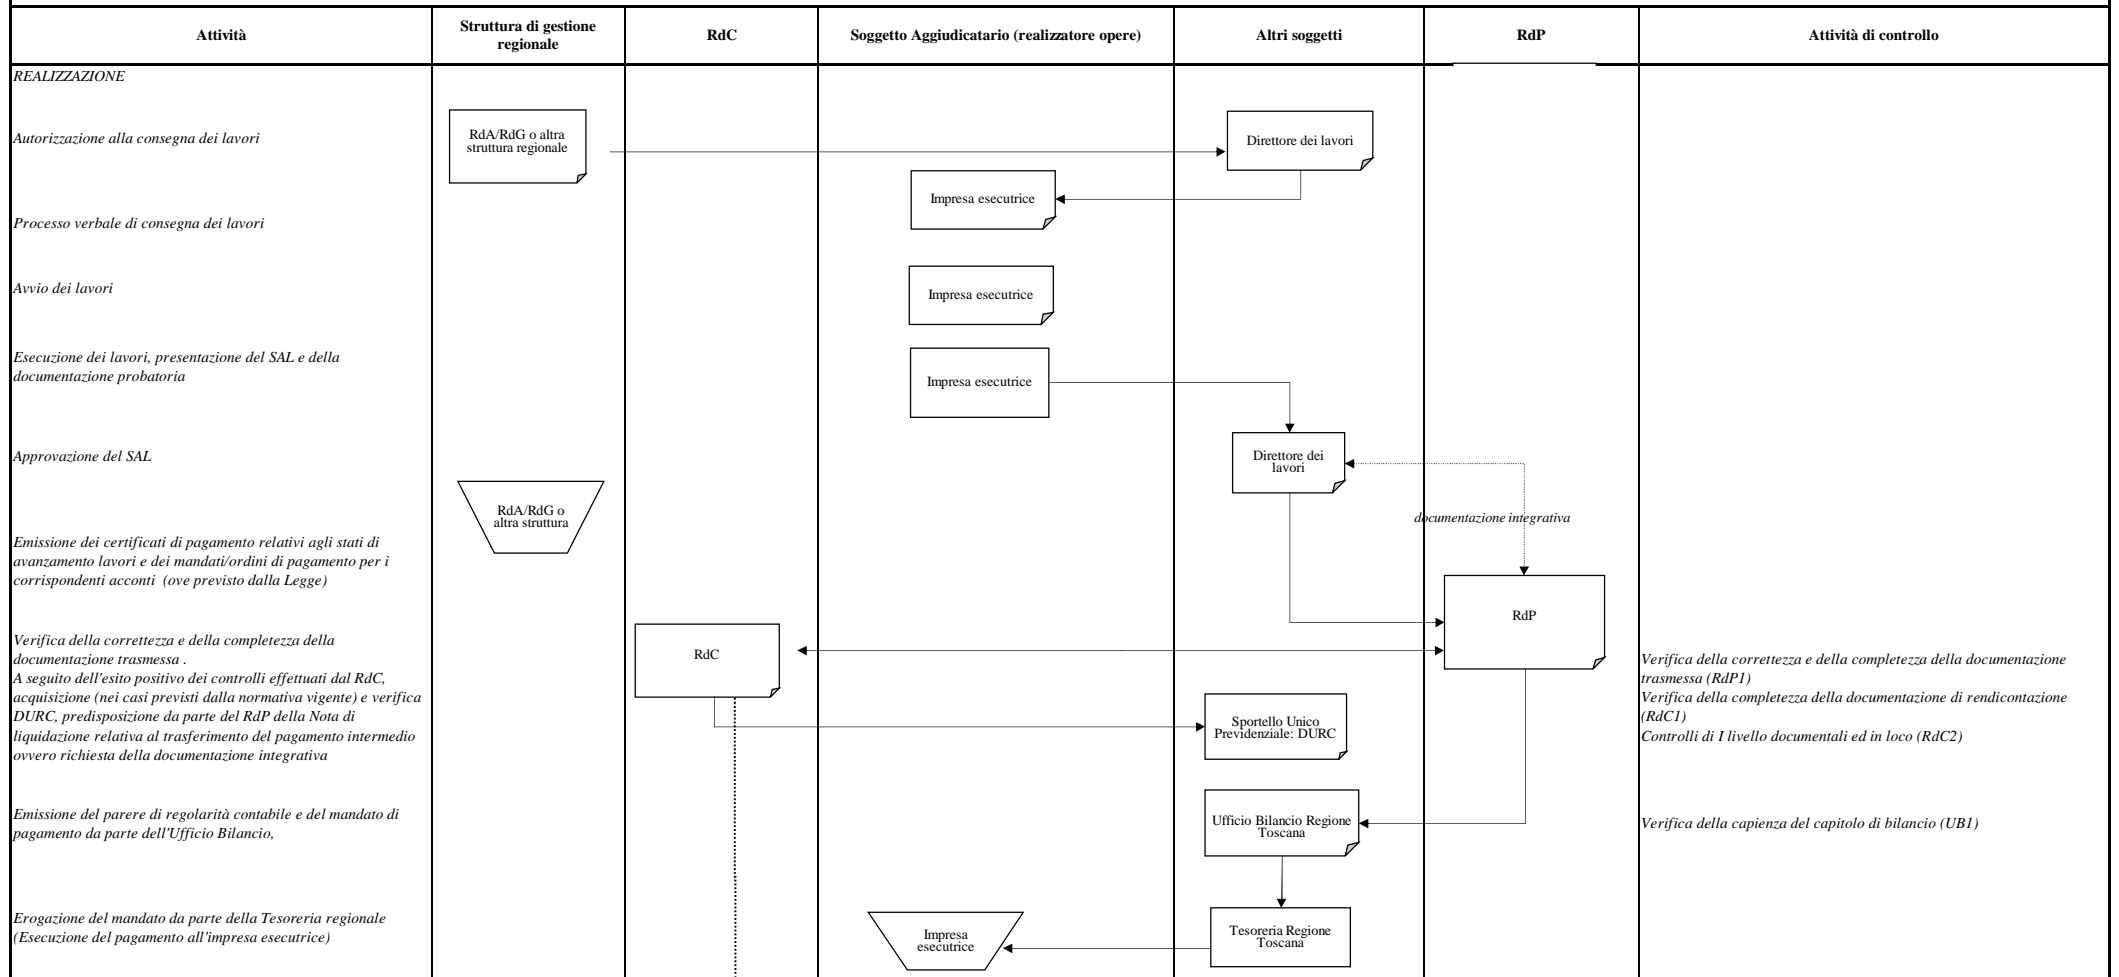 Attività
Struttura di gestione
regionale
RdC
Soggetto Aggiudicatario (realizzatore opere)
Altri soggetti
RdP
Attività di controllo
REALIZZAZIONE
Autorizzazione alla consegna dei lavori
RdA/RdG o altra
struttura regionale
Direttore dei lavori
Processo verbale di consegna dei lavori
Impresa esecutrice
Avvio dei lavori
Impresa esecutrice
Esecuzione dei lavori, presentazione del SAL e della
documentazione probatoria
Impresa esecutrice
Approvazione del SAL
Direttore dei
lavori
documentazione integrativa
RdA/RdG o
altra struttura
Emissione dei certificati di pagamento relativi agli stati di
avanzamento lavori e dei mandati/ordini di pagamento per i
corrispondenti acconti  (ove previsto dalla Legge)
RdP
Verifica della correttezza e della completezza della
documentazione trasmessa .
A seguito dell'esito positivo dei controlli effettuati dal RdC,
acquisizione (nei casi previsti dalla normativa vigente) e verifica
DURC, predisposizione da parte del RdP della Nota di
liquidazione relativa al trasferimento del pagamento intermedio
ovvero richiesta della documentazione integrativa
RdC
Sportello Unico
Previdenziale: DURC
Verifica della correttezza e della completezza della documentazione
trasmessa (RdP1)
Verifica della completezza della documentazione di rendicontazione
(RdC1)
Controlli di I livello documentali ed in loco (RdC2)
Emissione del parere di regolarità contabile e del mandato di
pagamento da parte dell'Ufficio Bilancio,
Ufficio Bilancio Regione
Toscana
Verifica della capienza del capitolo di bilancio (UB1)
Erogazione del mandato da parte della Tesoreria regionale
(Esecuzione del pagamento all'impresa esecutrice)
Impresa
esecutrice
Tesoreria Regione
Toscana